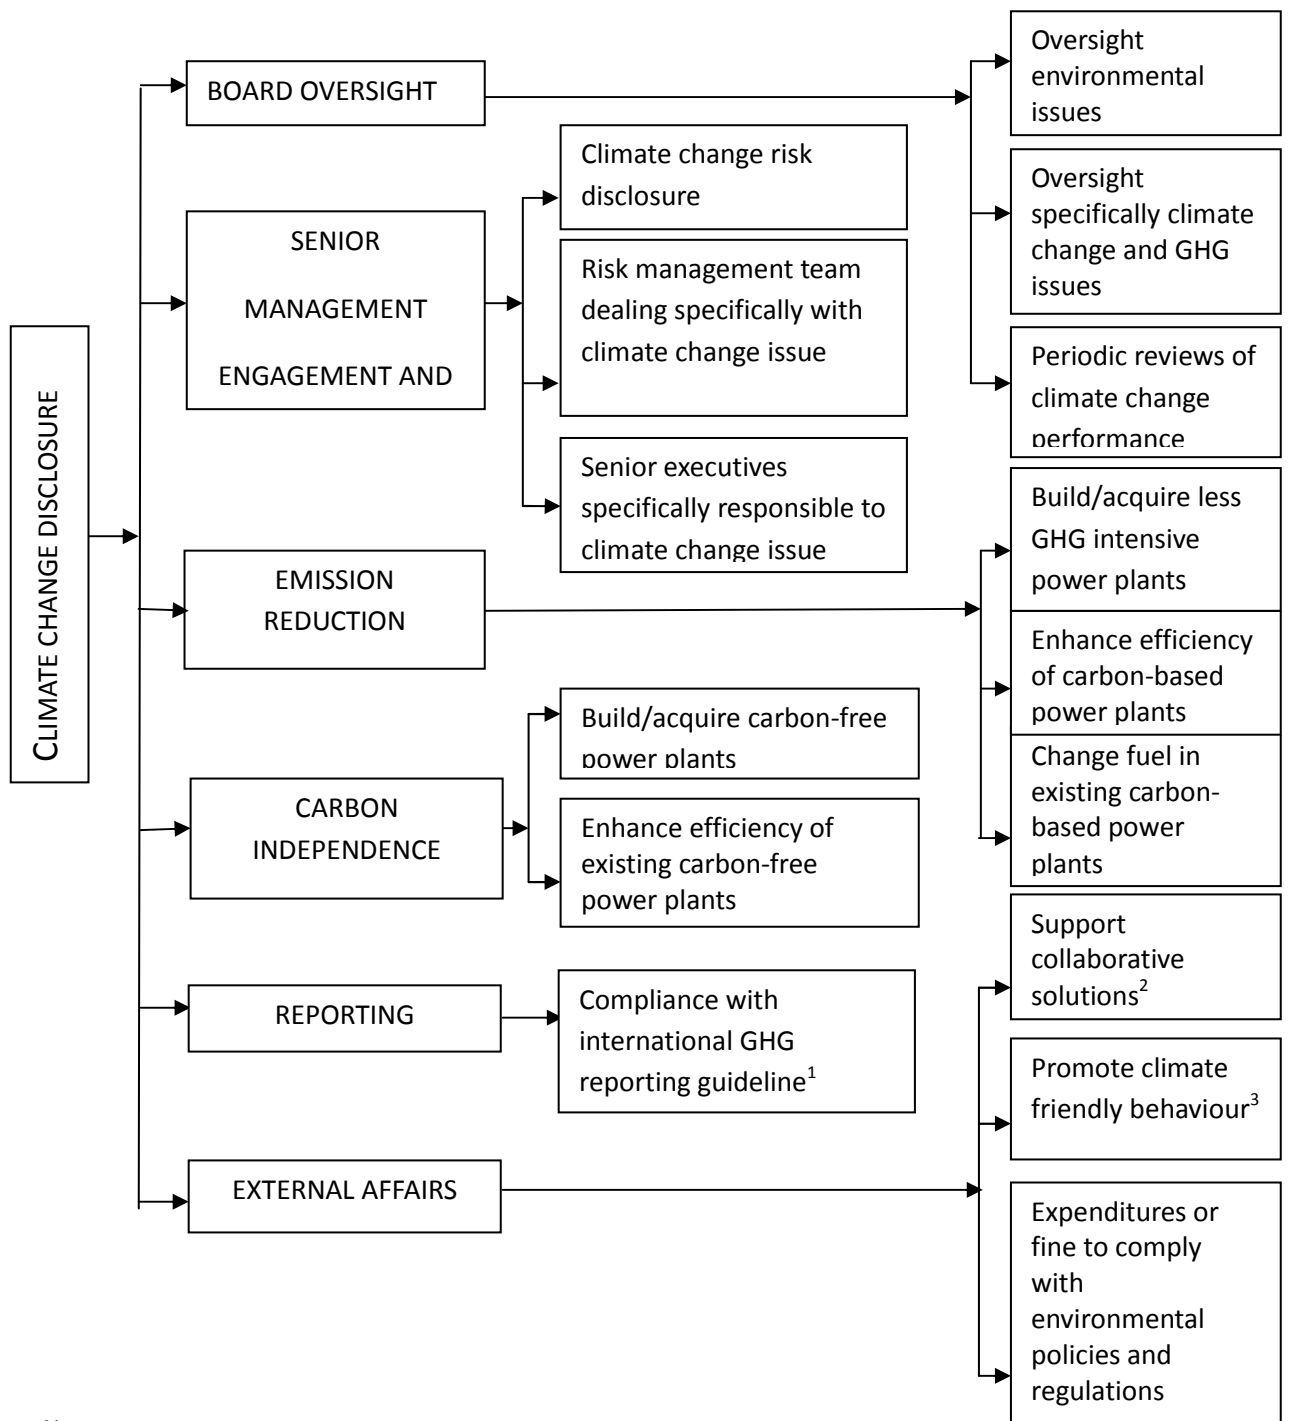 CLIMATE CHANGE DISCLOSURE
BOARD OVERSIGHT
Oversight
environmental
issues
Oversight
specifically climate
change and GHG
issues
Periodic reviews of
climate change
performance
SENIOR
MANAGEMENT
ENGAGEMENT AND
Climate change risk
disclosure
Risk management team
dealing specifically with
climate change issue
Senior executives
specifically responsible to
climate change issue
EMISSION
REDUCTION
Build/acquire less
GHG intensive
power plants
Enhance efficiency
of carbon-based
power plants
Change fuel in
existing carbon-
based power
plants
CARBON
INDEPENDENCE
Build/acquire carbon-free
power plants
Enhance efficiency of
existing carbon-free
power plants
REPORTING
Compliance with
international GHG
reporting guideline¹
EXTERNAL AFFAIRS
Support
collaborative
solutions²
Promote climate
friendly behaviour³
Expenditures or
fine to comply
with
environmental
policies and
regulations